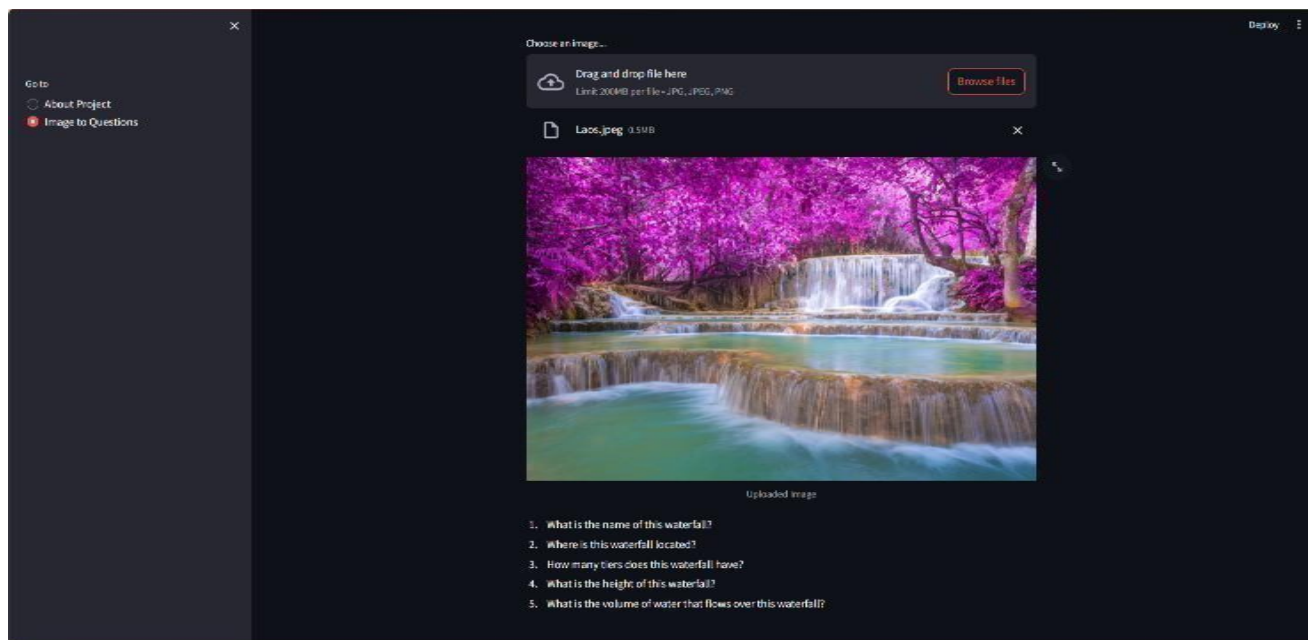 Deploy
Go to
About Project
Image to Questions
Choose an image...
Drag and drop file here
Limit 200MB per file • JPG, JPEG, PNG
Browse files
Laos.jpeg 0.5MB
Uploaded Image
1. What is the name of this waterfall?
2. Where is this waterfall located?
3. How many tiers does this waterfall have?
4. What is the height of this waterfall?
5. What is the volume of water that flows over this waterfall?